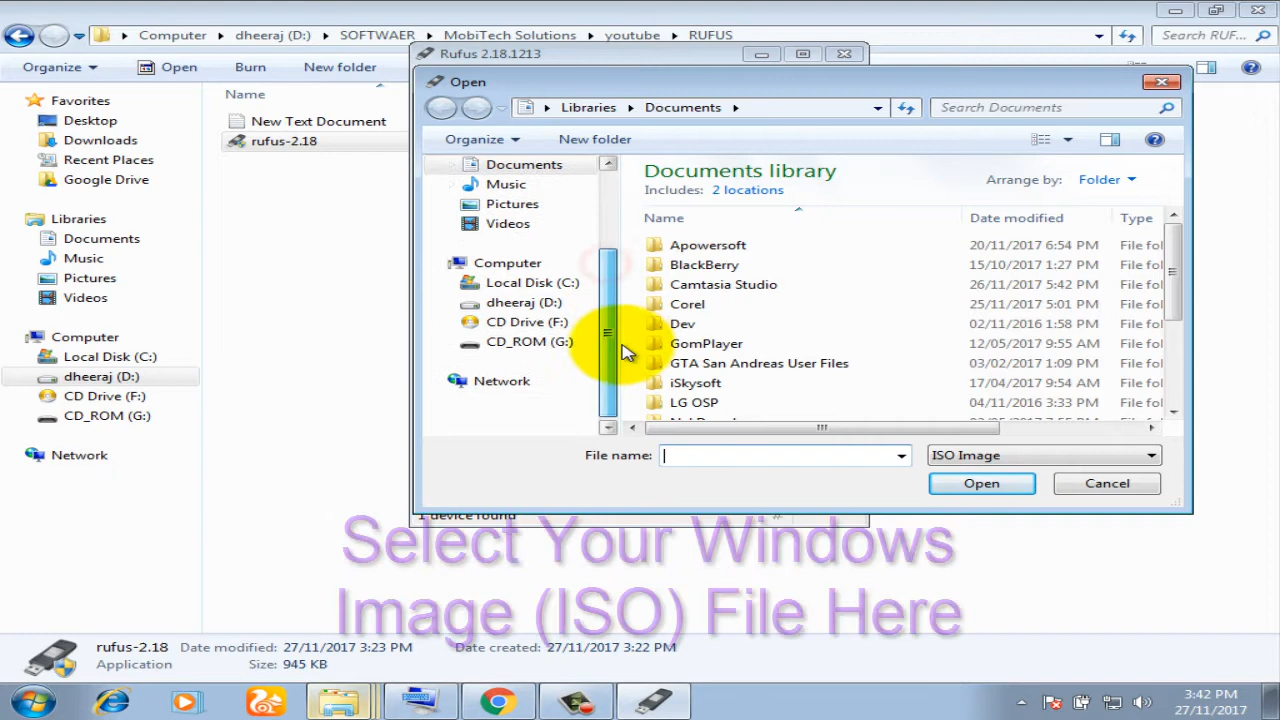 Computer dheeraj (D:) SOFTWAER MobiTech Solutions youtube RUFUS Search RUF...
Organize Open Burn New folder
Favorites
Desktop
Downloads
Recent Places
Google Drive
Libraries
Documents
Music
Pictures
Videos
Computer
Local Disk (C:)
dheeraj (D:)
CD Drive (F:)
CD_ROM (G:)
Network
Name
New Text Document
rufus-2.18
Rufus 2.18.1213
Open
Libraries Documents Search Documents
Organize New folder
Documents
Music
Pictures
Videos
Computer
Local Disk (C:)
dheeraj (D:)
CD Drive (F:)
CD_ROM (G:)
Network
Documents library
Includes: 2 locations
Arrange by: Folder
Name Date modified Type
Apowersoft 20/11/2017 6:54 PM File fol
BlackBerry 15/10/2017 1:27 PM File fol
Camtasia Studio 26/11/2017 5:42 PM File fol
Corel 25/11/2017 5:01 PM File fol
Dev 02/11/2016 1:58 PM File fol
GomPlayer 12/05/2017 9:55 AM File fol
GTA San Andreas User Files 03/02/2017 1:09 PM File fol
iSkysoft 17/04/2017 9:54 AM File fol
LG OSP 04/11/2016 3:33 PM File fol
File name: ISO Image
Open Cancel
1 device found #
Select Your Windows
Image (ISO) File Here
rufus-2.18 Date modified: 27/11/2017 3:23 PM Date created: 27/11/2017 3:22 PM
Application Size: 945 KB
3:42 PM
27/11/2017